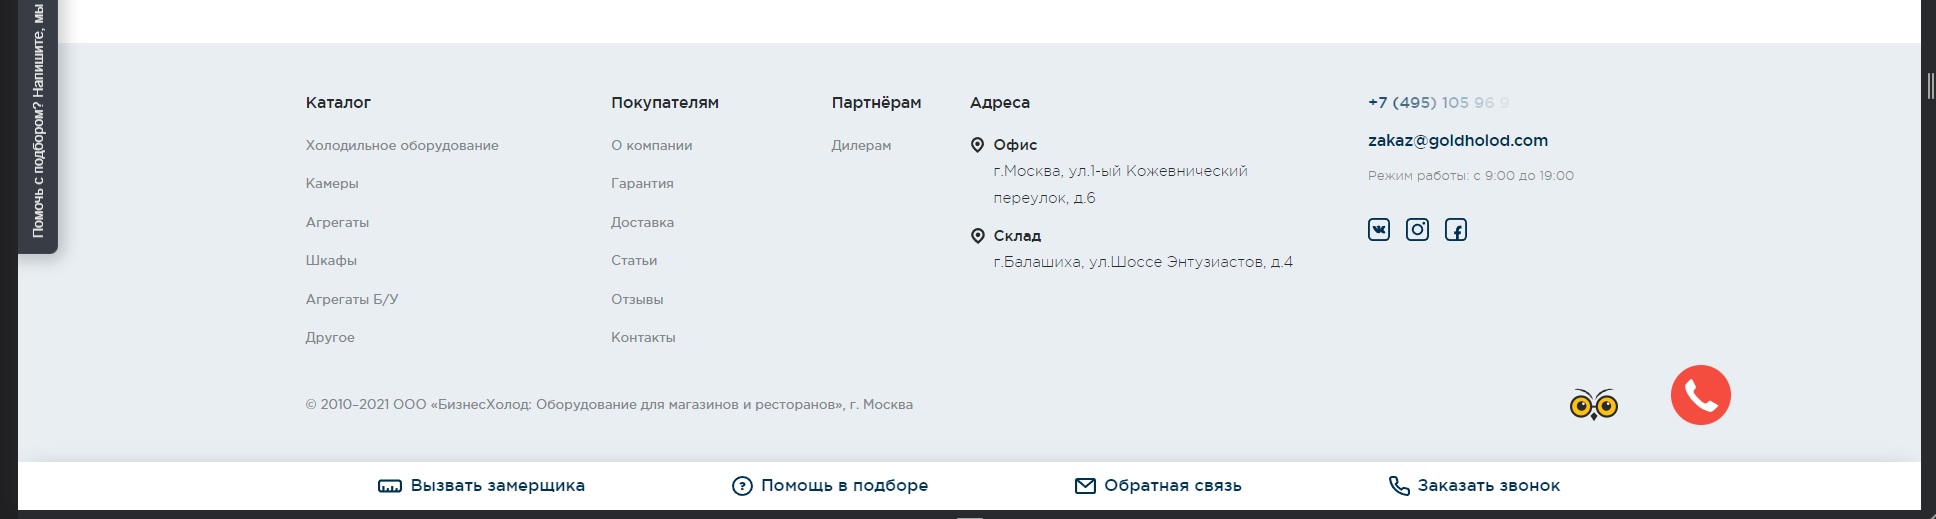 Помочь с подбором? Напишите, мы
Каталог
Холодильное оборудование
Камеры
Агрегаты
Шкафы
Агрегаты Б/У
Другое
Покупателям
О компании
Гарантия
Доставка
Статьи
Отзывы
Контакты
Партнёрам
Дилерам
Адреса
Офис
г.Москва, ул.1-ый Кожевнический
переулок, д.6
Склад
г.Балашиха, ул.Шоссе Энтузиастов, д.4
+7 (495) 105 96 9
zakaz@goldholod.com
Режим работы: с 9:00 до 19:00
© 2010–2021 ООО «БизнесХолод: Оборудование для магазинов и ресторанов», г. Москва
Вызвать замерщика
Помощь в подборе
Обратная связь
Заказать звонок